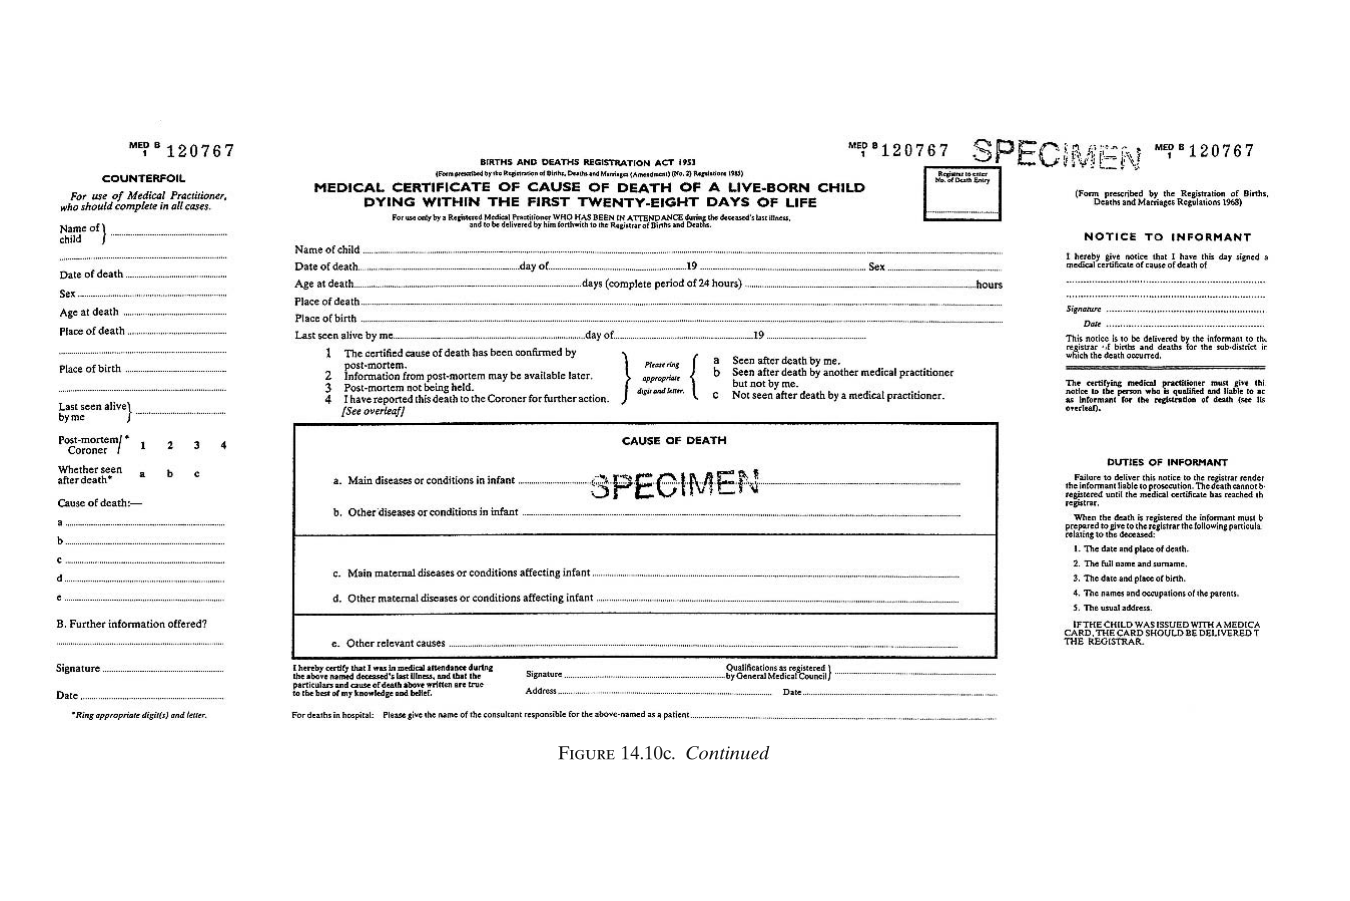 MED B 120767
1
COUNTERFOIL
For use of Medical Practitioner,
who should complete in all cases.
Name of
child
Date of death
Sex
Age at death
Place of death
Place of birth
Last seen alive
by me
Post-mortem/*
Coroner 1 2 3 4
Whether seen
after death* a b c
Cause of death:—
a
b
c
d
e
B. Further information offered?
Signature
Date
*Ring appropriate digit(s) and letter.
MED B 120767
1
SPECIMEN
BIRTHS AND DEATHS REGISTRATION ACT 1953
(Form prescribed by the Registration of Births, Deaths and Marriages (Amendment) (No. 2) Regulations 1985)
MEDICAL CERTIFICATE OF CAUSE OF DEATH OF A LIVE-BORN CHILD
DYING WITHIN THE FIRST TWENTY-EIGHT DAYS OF LIFE
For use only by a Registered Medical Practitioner WHO HAS BEEN IN ATTENDANCE during the deceased's last illness,
and to be delivered by him forthwith to the Registrar of Births and Deaths.
Registrar to enter
No. of Death Entry
Name of child
Date of death day of 19 Sex
Age at death days (complete period of 24 hours) hours
Place of death
Place of birth
Last seen alive by me day of 19
1 The certified cause of death has been confirmed by
post-mortem.
2 Information from post-mortem may be available later.
3 Post-mortem not being held.
4 I have reported this death to the Coroner for further action.
[See overleaf]
Please ring
appropriate
digit and letter.
a Seen after death by me.
b Seen after death by another medical practitioner
but not by me.
c Not seen after death by a medical practitioner.
CAUSE OF DEATH
a. Main diseases or conditions in infant
SPECIMEN
b. Other diseases or conditions in infant
c. Main maternal diseases or conditions affecting infant
d. Other maternal diseases or conditions affecting infant
e. Other relevant causes
I hereby certify that I was in medical attendance during
the above named deceased's last illness, and that the
particulars and cause of death above written are true
to the best of my knowledge and belief.
Signature Qualifications as registered
by General Medical Council
Address Date
For deaths in hospital: Please give the name of the consultant responsible for the above-named as a patient
MED B 120767
1
(Form prescribed by the Registration of Births,
Deaths and Marriages Regulations 1968)
NOTICE TO INFORMANT
I hereby give notice that I have this day signed a
medical certificate of cause of death of
Signature
Date
This notice is to be delivered by the informant to the
registrar of births and deaths for the sub-district in
which the death occurred.
The certifying medical practitioner must give thi
notice to the person who is qualified and liable to ac
as informant for the registration of death (see lis
overleaf).
DUTIES OF INFORMANT
Failure to deliver this notice to the registrar render
the informant liable to prosecution. The death cannot b
registered until the medical certificate has reached th
registrar.
When the death is registered the informant must b
prepared to give to the registrar the following particula
relating to the deceased:
1. The date and place of death.
2. The full name and surname.
3. The date and place of birth.
4. The names and occupations of the parents.
5. The usual address.
IF THE CHILD WAS ISSUED WITH A MEDICA
CARD, THE CARD SHOULD BE DELIVERED T
THE REGISTRAR.
FIGURE 14.10c. Continued